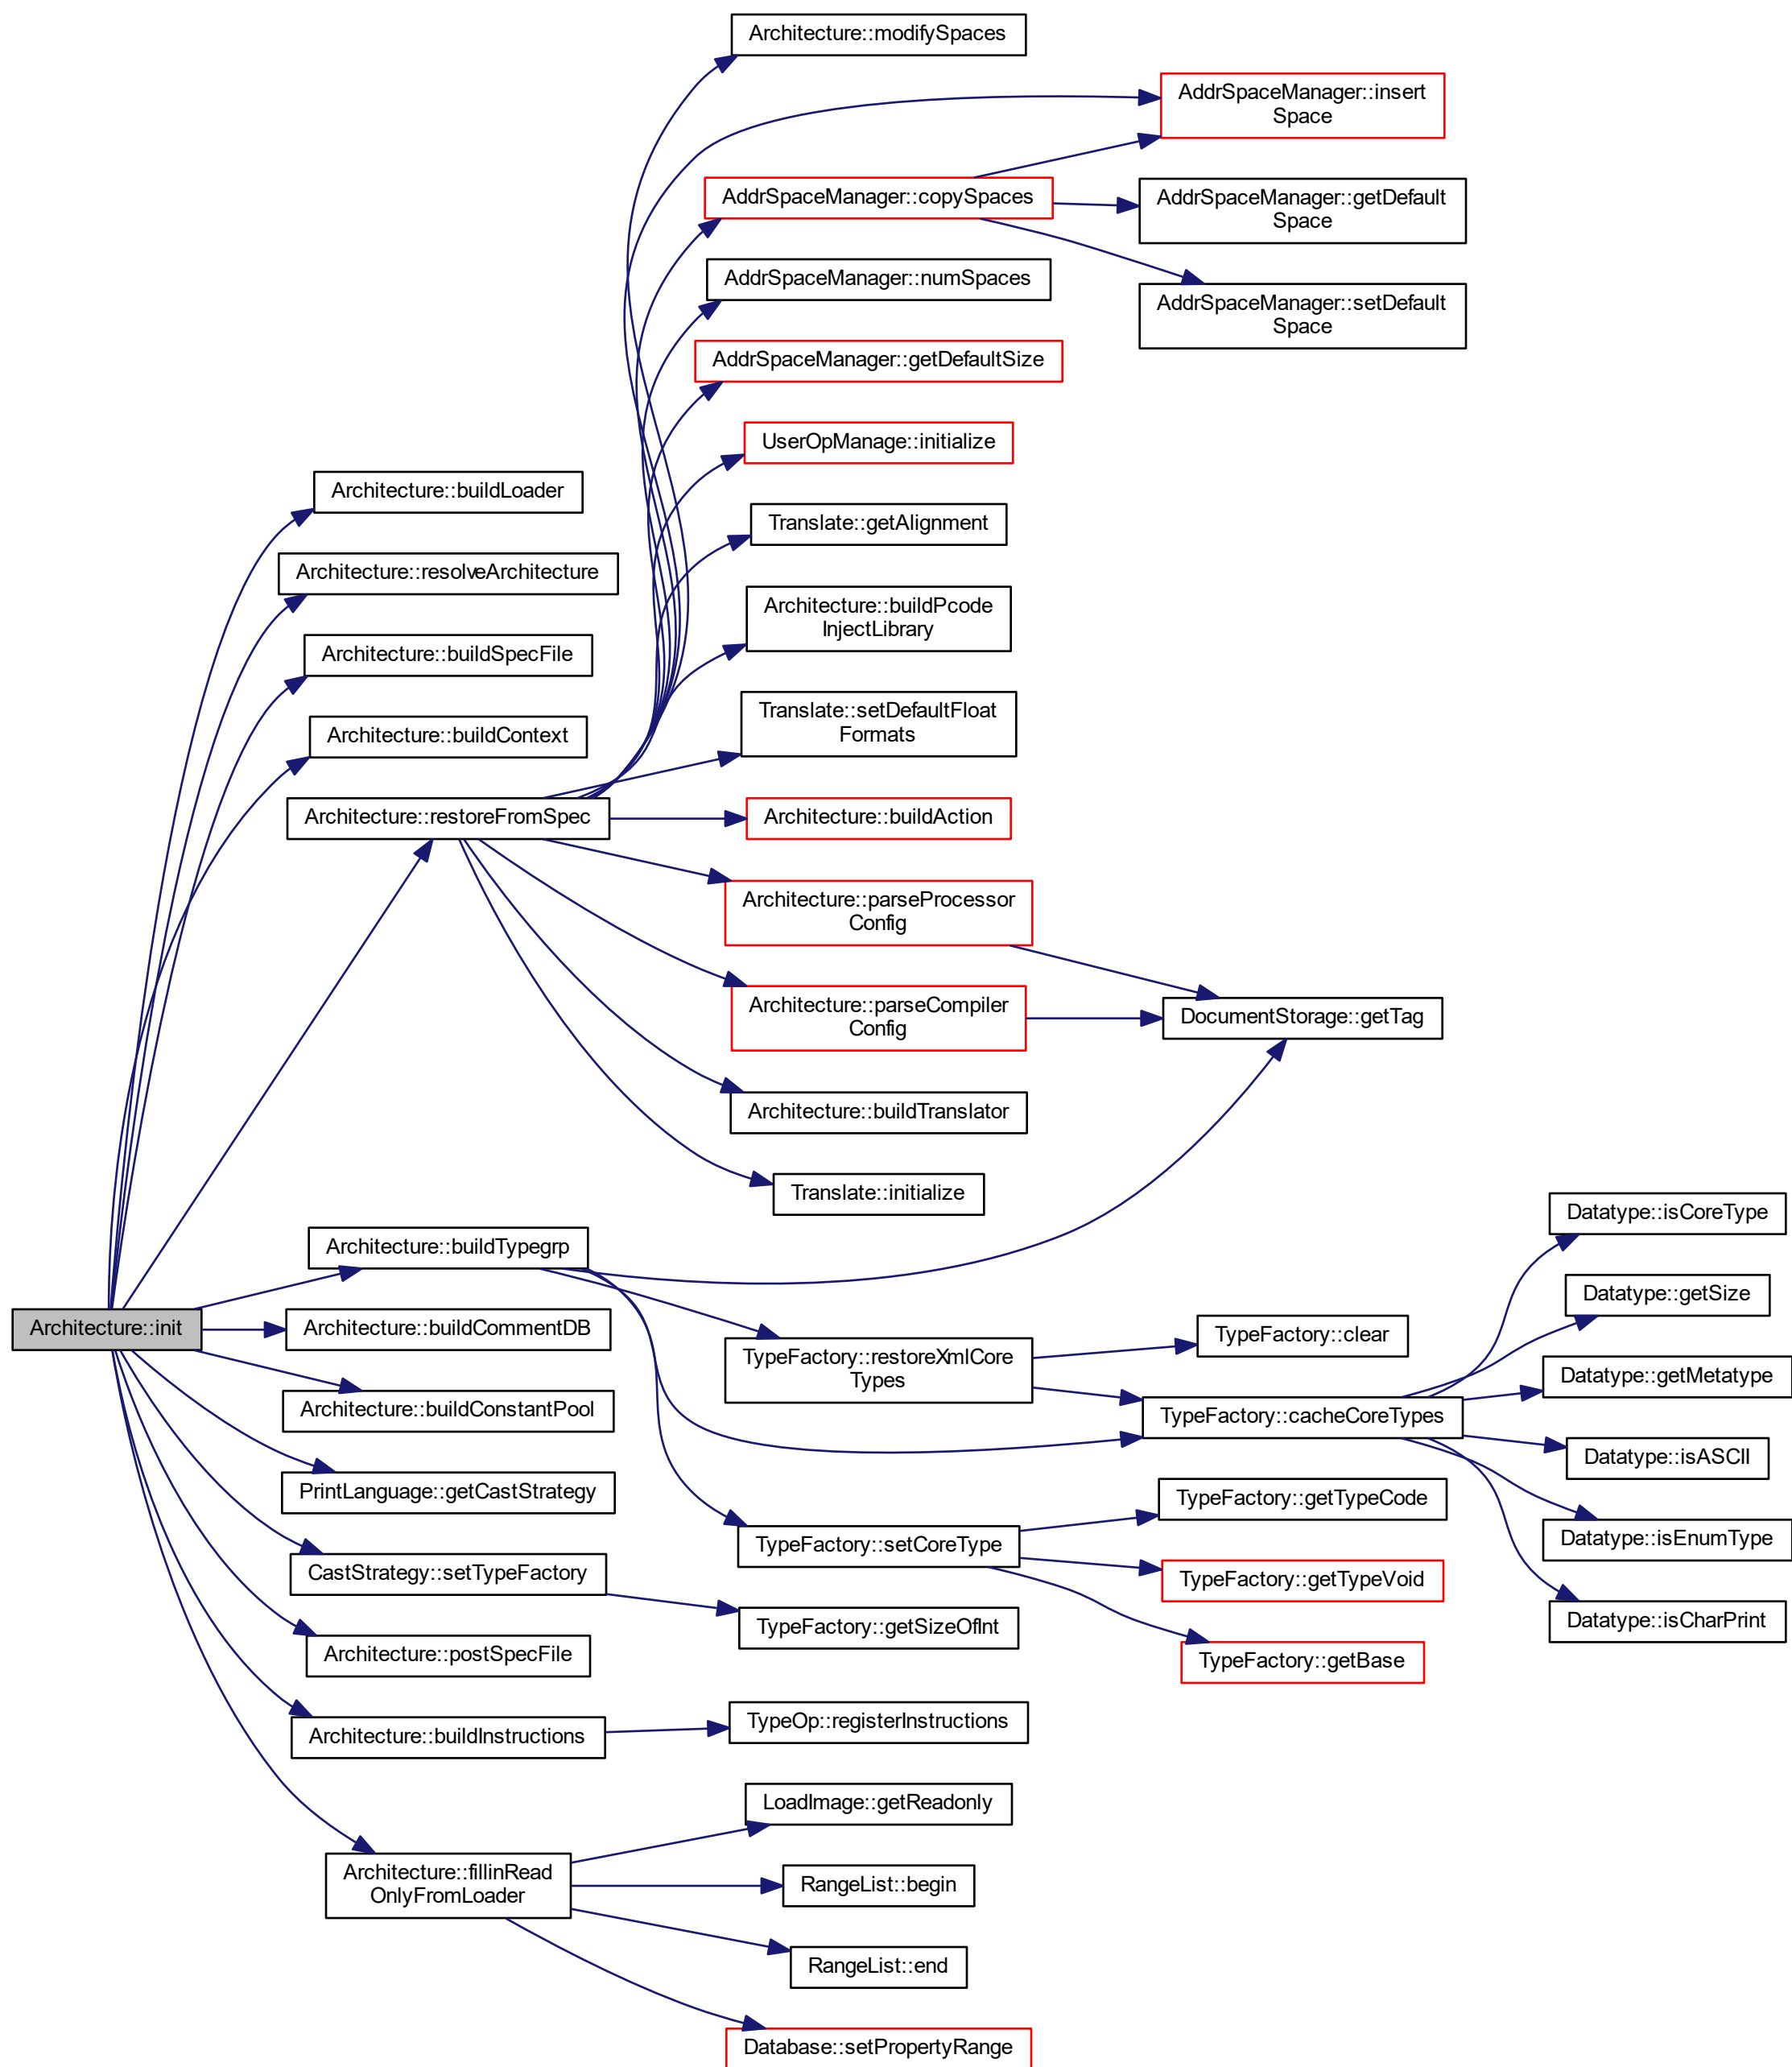 Architecture::modifySpaces
AddrSpaceManager::insert
Space
AddrSpaceManager::copySpaces
AddrSpaceManager::getDefault
Space
AddrSpaceManager::numSpaces
AddrSpaceManager::setDefault
Space
AddrSpaceManager::getDefaultSize
UserOpManage::initialize
Architecture::buildLoader
Translate::getAlignment
Architecture::resolveArchitecture
Architecture::buildPcode
InjectLibrary
Architecture::buildSpecFile
Translate::setDefaultFloat
Formats
Architecture::buildContext
Architecture::restoreFromSpec
Architecture::buildAction
Architecture::parseProcessor
Config
Architecture::parseCompiler
Config
DocumentStorage::getTag
Architecture::buildTranslator
Translate::initialize
Datatype::isCoreType
Architecture::buildTypegrp
Datatype::getSize
Architecture::init
Architecture::buildCommentDB
TypeFactory::restoreXmlCore
Types
TypeFactory::clear
Datatype::getMetatype
Architecture::buildConstantPool
TypeFactory::cacheCoreTypes
Datatype::isASCII
PrintLanguage::getCastStrategy
TypeFactory::getTypeCode
TypeFactory::setCoreType
Datatype::isEnumType
CastStrategy::setTypeFactory
TypeFactory::getTypeVoid
TypeFactory::getSizeOfInt
Datatype::isCharPrint
Architecture::postSpecFile
TypeFactory::getBase
Architecture::buildInstructions
TypeOp::registerInstructions
LoadImage::getReadonly
Architecture::fillinRead
OnlyFromLoader
RangeList::begin
RangeList::end
Database::setPropertyRange